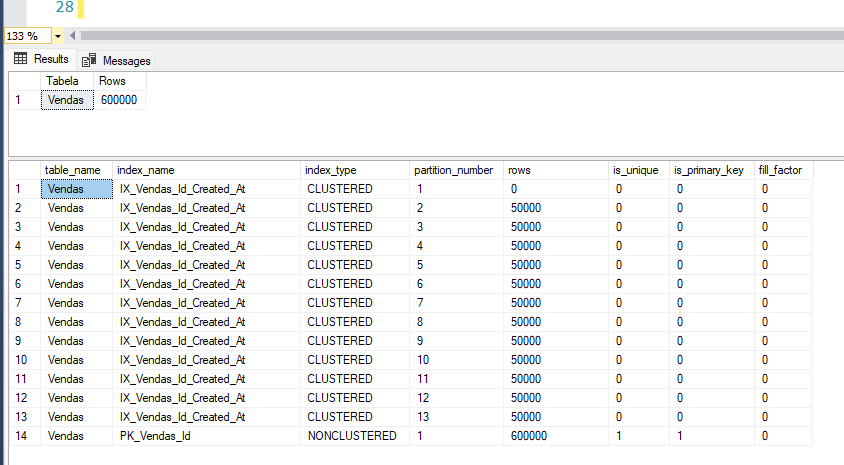 28
133 %
Results Messages
Tabela Rows
1 Vendas 600000
table_name index_name index_type partition_number rows is_unique is_primary_key fill_factor
1 Vendas IX_Vendas_Id_Created_At CLUSTERED 1 0 0 0 0
2 Vendas IX_Vendas_Id_Created_At CLUSTERED 2 50000 0 0 0
3 Vendas IX_Vendas_Id_Created_At CLUSTERED 3 50000 0 0 0
4 Vendas IX_Vendas_Id_Created_At CLUSTERED 4 50000 0 0 0
5 Vendas IX_Vendas_Id_Created_At CLUSTERED 5 50000 0 0 0
6 Vendas IX_Vendas_Id_Created_At CLUSTERED 6 50000 0 0 0
7 Vendas IX_Vendas_Id_Created_At CLUSTERED 7 50000 0 0 0
8 Vendas IX_Vendas_Id_Created_At CLUSTERED 8 50000 0 0 0
9 Vendas IX_Vendas_Id_Created_At CLUSTERED 9 50000 0 0 0
10 Vendas IX_Vendas_Id_Created_At CLUSTERED 10 50000 0 0 0
11 Vendas IX_Vendas_Id_Created_At CLUSTERED 11 50000 0 0 0
12 Vendas IX_Vendas_Id_Created_At CLUSTERED 12 50000 0 0 0
13 Vendas IX_Vendas_Id_Created_At CLUSTERED 13 50000 0 0 0
14 Vendas PK_Vendas_Id NONCLUSTERED 1 600000 1 1 0